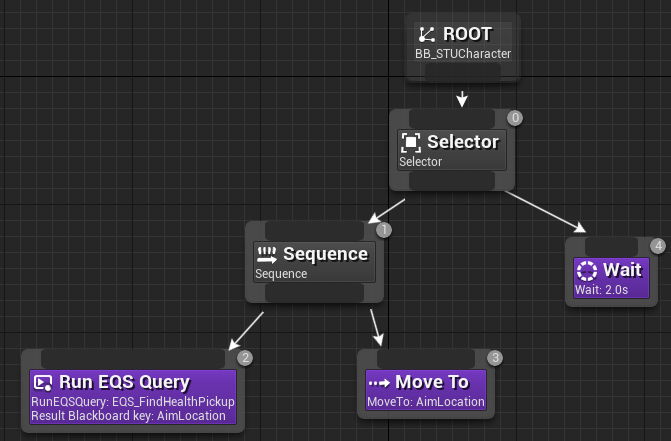 ROOT
BB_STUCharacter
0
Selector
Selector
1
Sequence
Sequence
4
Wait
Wait: 2.0s
2
Run EQS Query
RunEQSQuery: EQS_FindHealthPickup
Result Blackboard key: AimLocation
3
Move To
MoveTo: AimLocation